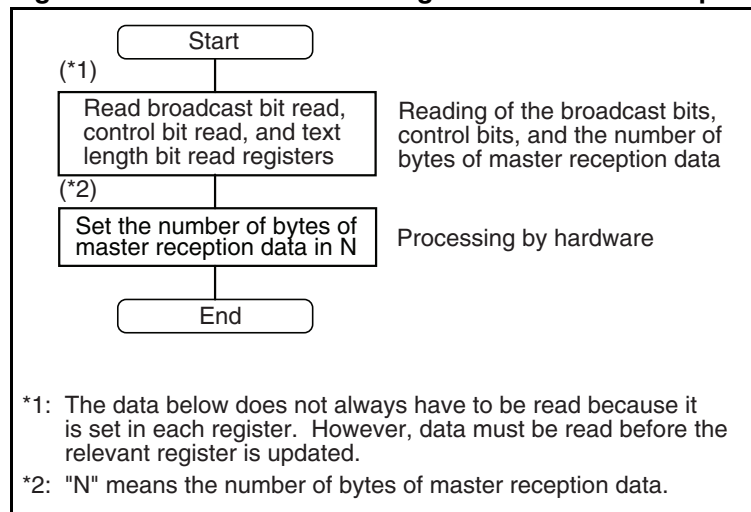 Start
(*1)
Read broadcast bit read,
control bit read, and text
length bit read registers
Reading of the broadcast bits,
control bits, and the number of
bytes of master reception data
(*2)
Set the number of bytes of
master reception data in N
Processing by hardware
End
*1: The data below does not always have to be read because it
is set in each register. However, data must be read before the
relevant register is updated.
*2: "N" means the number of bytes of master reception data.